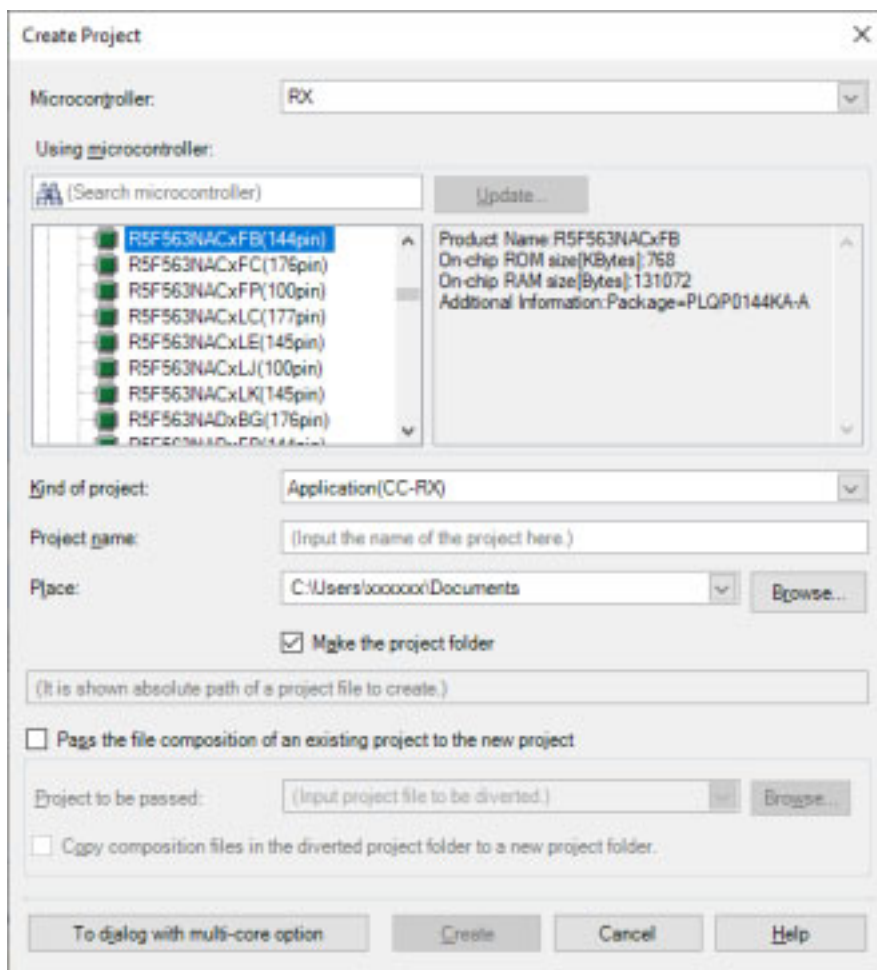 Create Project
Microcontroller: RX
Using microcontroller:
(Search microcontroller) Update...
R5F563NACxFB(144pin)
R5F563NACxFC(176pin)
R5F563NACxFP(100pin)
R5F563NACxLC(177pin)
R5F563NACxLE(145pin)
R5F563NACxLJ(100pin)
R5F563NACxLK(145pin)
R5F563NADxBG(176pin)
Product Name:R5F563NACxFB
On-chip ROM size[KBytes]:768
On-chip RAM size[Bytes]:131072
Additional Information:Package=PLQP0144KA-A
Kind of project: Application(CC-RX)
Project name: (Input the name of the project here.)
Place: C:\Users\xxxxxxx\Documents Browse...
Make the project folder
(It is shown absolute path of a project file to create.)
Pass the file composition of an existing project to the new project
Project to be passed: (Input project file to be diverted.) Browse...
Copy composition files in the diverted project folder to a new project folder.
To dialog with multi-core option Create Cancel Help